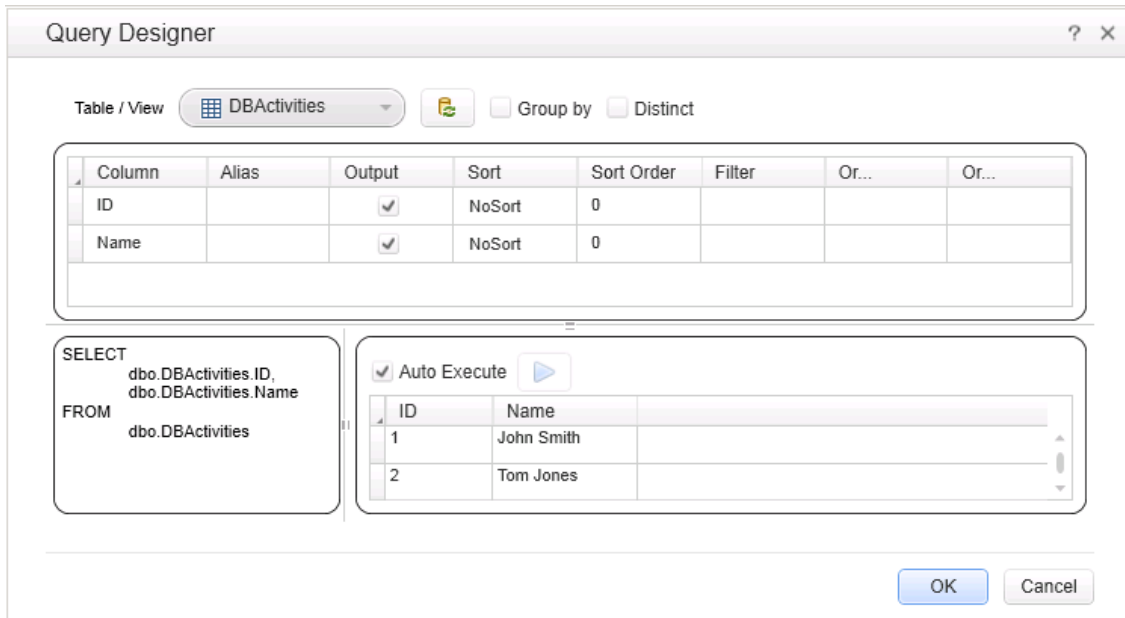 Query Designer ?
Table / View DBActivities Group by Distinct
Column Alias Output Sort Sort Order Filter Or... Or...
ID NoSort 0
Name NoSort 0
SELECT
dbo.DBActivities.ID,
dbo.DBActivities.Name
FROM
dbo.DBActivities
Auto Execute
ID Name
1 John Smith
2 Tom Jones
OK Cancel